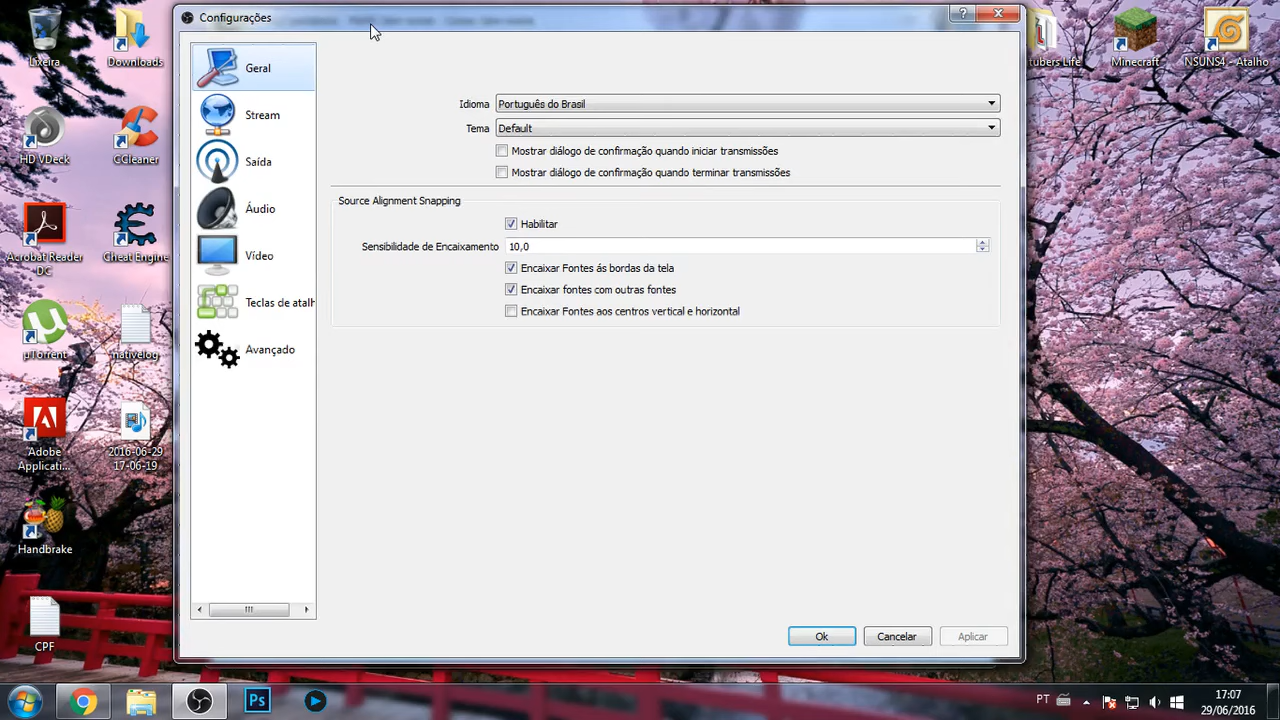 Configurações
?
Geral
Stream
Saída
Áudio
Vídeo
Teclas de atalh
Avançado
Idioma
Português do Brasil
Tema
Default
Mostrar diálogo de confirmação quando iniciar transmissões
Mostrar diálogo de confirmação quando terminar transmissões
Source Alignment Snapping
Habilitar
Sensibilidade de Encaixamento
10,0
Encaixar Fontes ás bordas da tela
Encaixar fontes com outras fontes
Encaixar Fontes aos centros vertical e horizontal
Ok
Cancelar
Aplicar
Lixeira
Downloads
HD VDeck
CCleaner
Acrobat Reader
DC
Cheat Engine
µTorrent
nativelog
Adobe
Applicati...
2016-06-29
17-06-19
Handbrake
CPF
tubers Life
Minecraft
NSUNS4 - Atalho
Ps
PT
17:07
29/06/2016